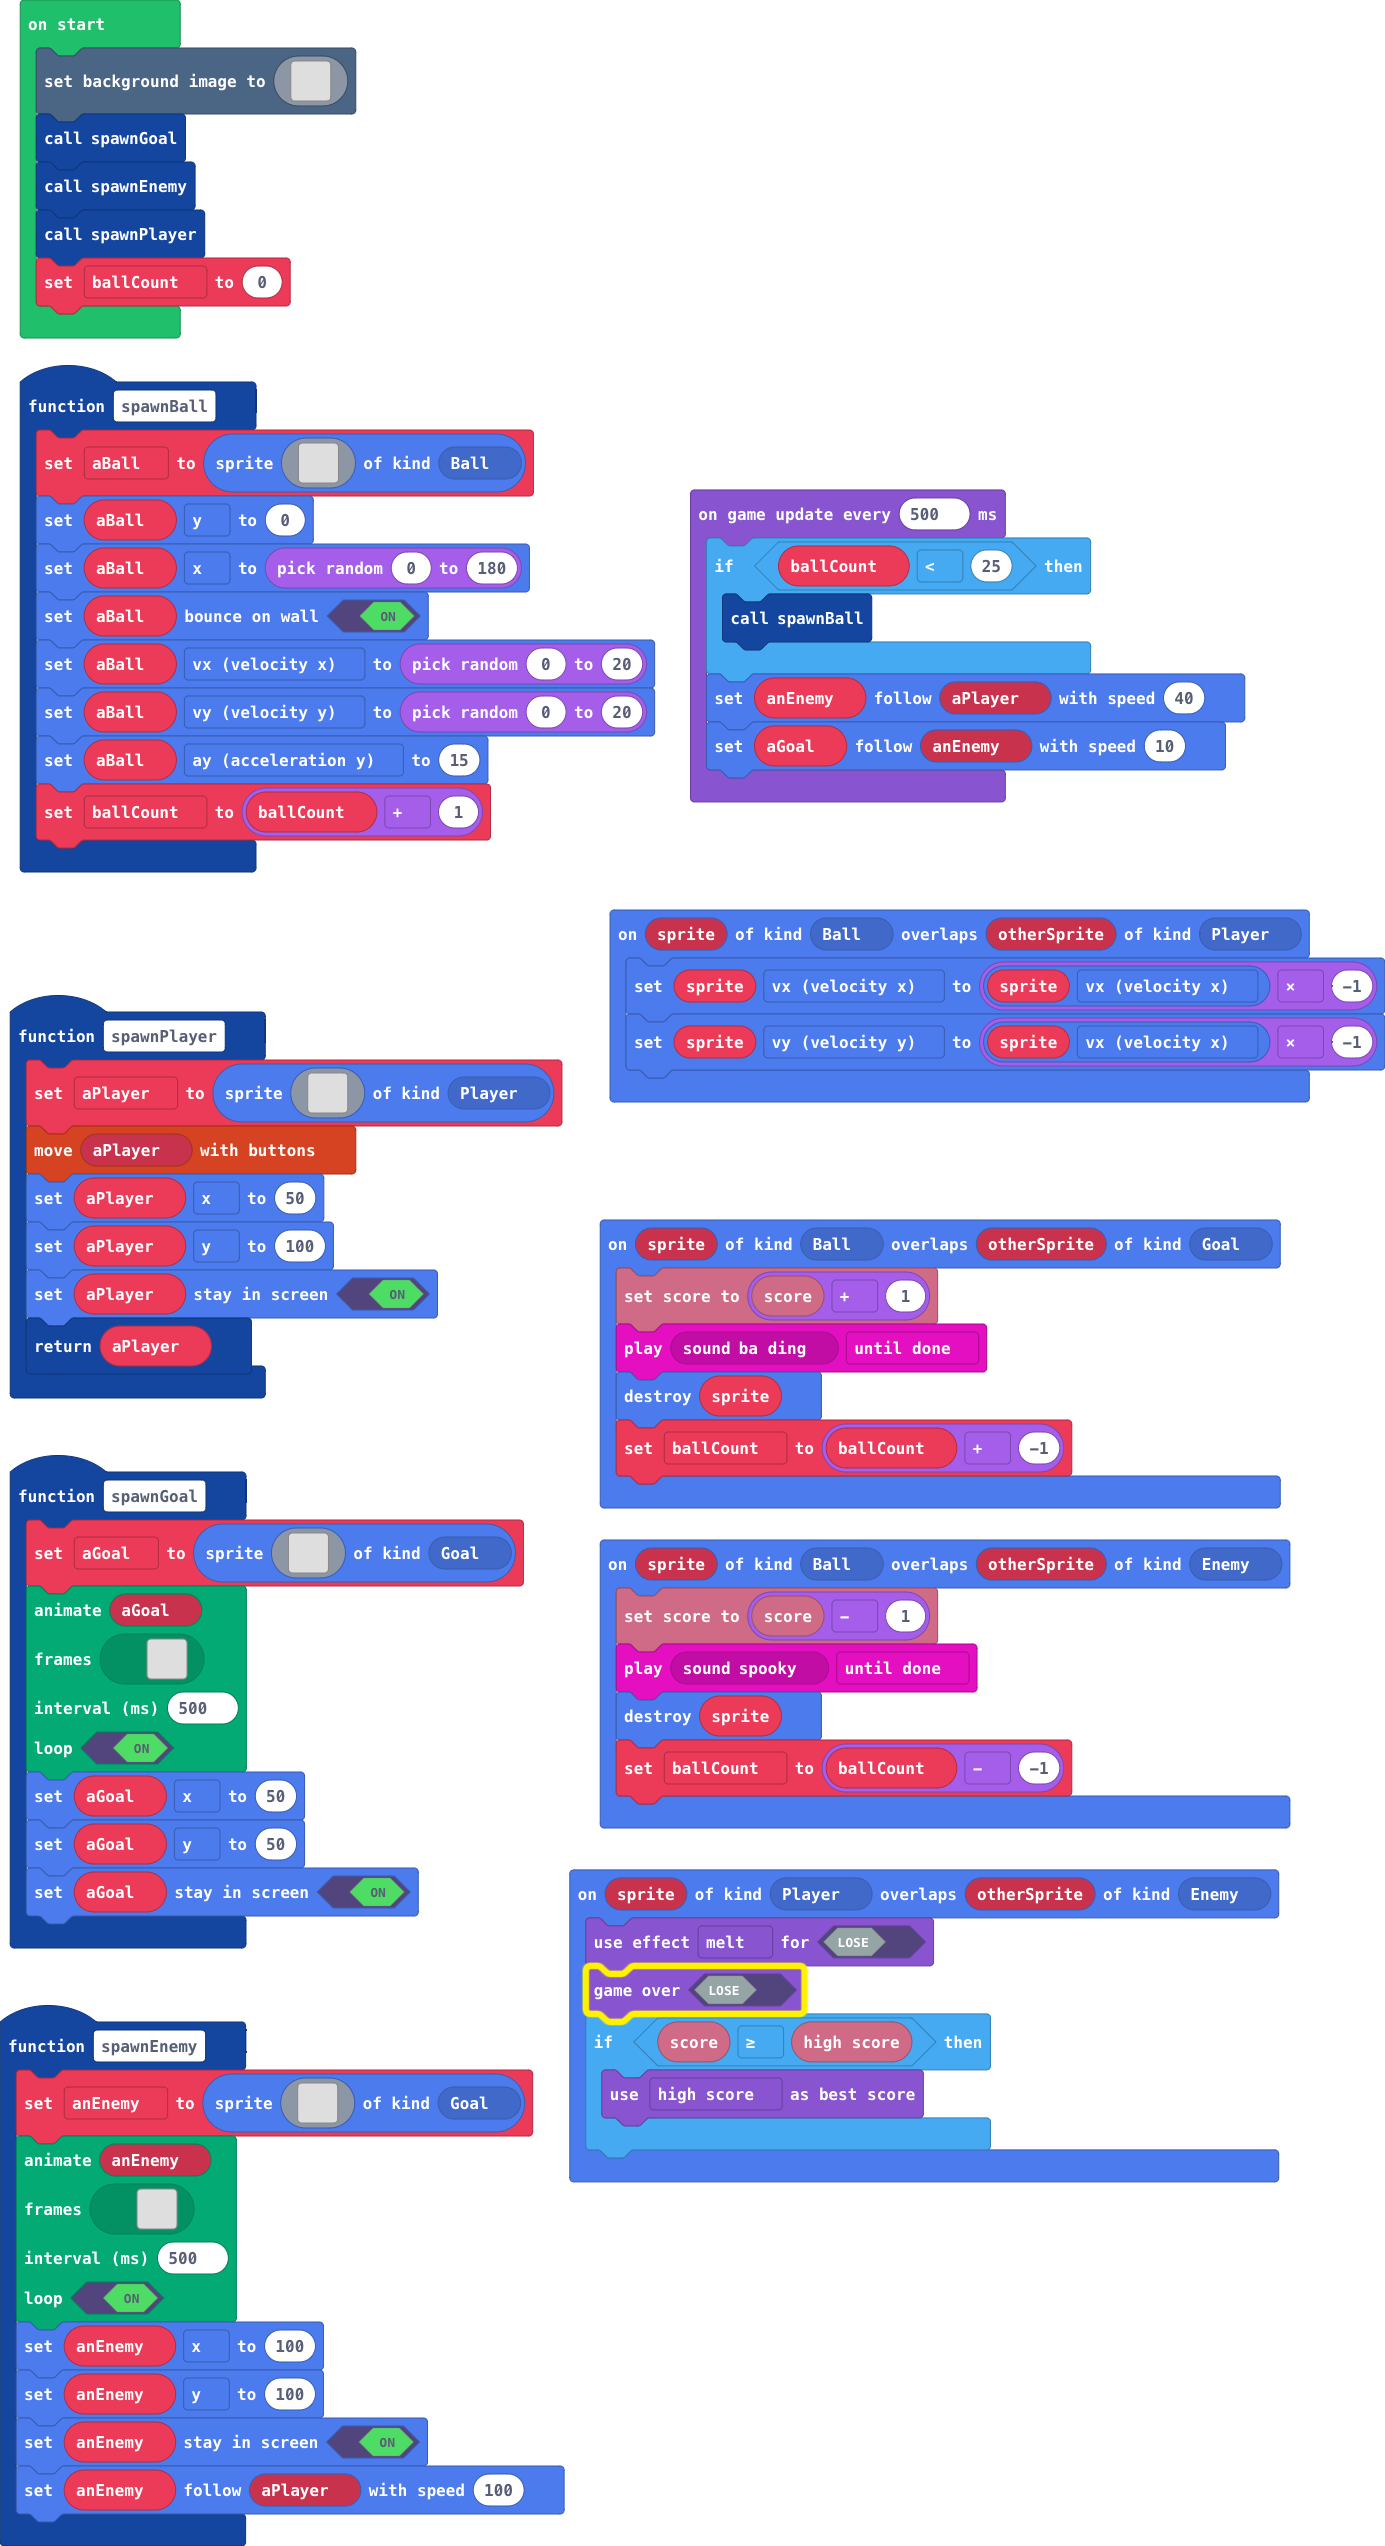 on start
set background image to
call spawnGoal
call spawnEnemy
call spawnPlayer
set ballCount to 0
function spawnBall
set aBall to sprite of kind Ball
set aBall y to 0
set aBall x to pick random 0 to 180
set aBall bounce on wall ON
set aBall vx (velocity x) to pick random 0 to 20
set aBall vy (velocity y) to pick random 0 to 20
set aBall ay (acceleration y) to 15
set ballCount to ballCount + 1
on game update every 500 ms
if ballCount < 25 then
call spawnBall
set anEnemy follow aPlayer with speed 40
set aGoal follow anEnemy with speed 10
function spawnPlayer
set aPlayer to sprite of kind Player
move aPlayer with buttons
set aPlayer x to 50
set aPlayer y to 100
set aPlayer stay in screen ON
return aPlayer
on sprite of kind Ball overlaps otherSprite of kind Player
set sprite vx (velocity x) to sprite vx (velocity x) × -1
set sprite vy (velocity y) to sprite vx (velocity x) × -1
on sprite of kind Ball overlaps otherSprite of kind Goal
set score to score + 1
play sound ba ding until done
destroy sprite
set ballCount to ballCount + -1
function spawnGoal
set aGoal to sprite of kind Goal
animate aGoal
frames
interval (ms) 500
loop ON
set aGoal x to 50
set aGoal y to 50
set aGoal stay in screen ON
on sprite of kind Ball overlaps otherSprite of kind Enemy
set score to score - 1
play sound spooky until done
destroy sprite
set ballCount to ballCount - -1
on sprite of kind Player overlaps otherSprite of kind Enemy
use effect melt for LOSE
game over LOSE
if score ≥ high score then
use high score as best score
function spawnEnemy
set anEnemy to sprite of kind Goal
animate anEnemy
frames
interval (ms) 500
loop ON
set anEnemy x to 100
set anEnemy y to 100
set anEnemy stay in screen ON
set anEnemy follow aPlayer with speed 100